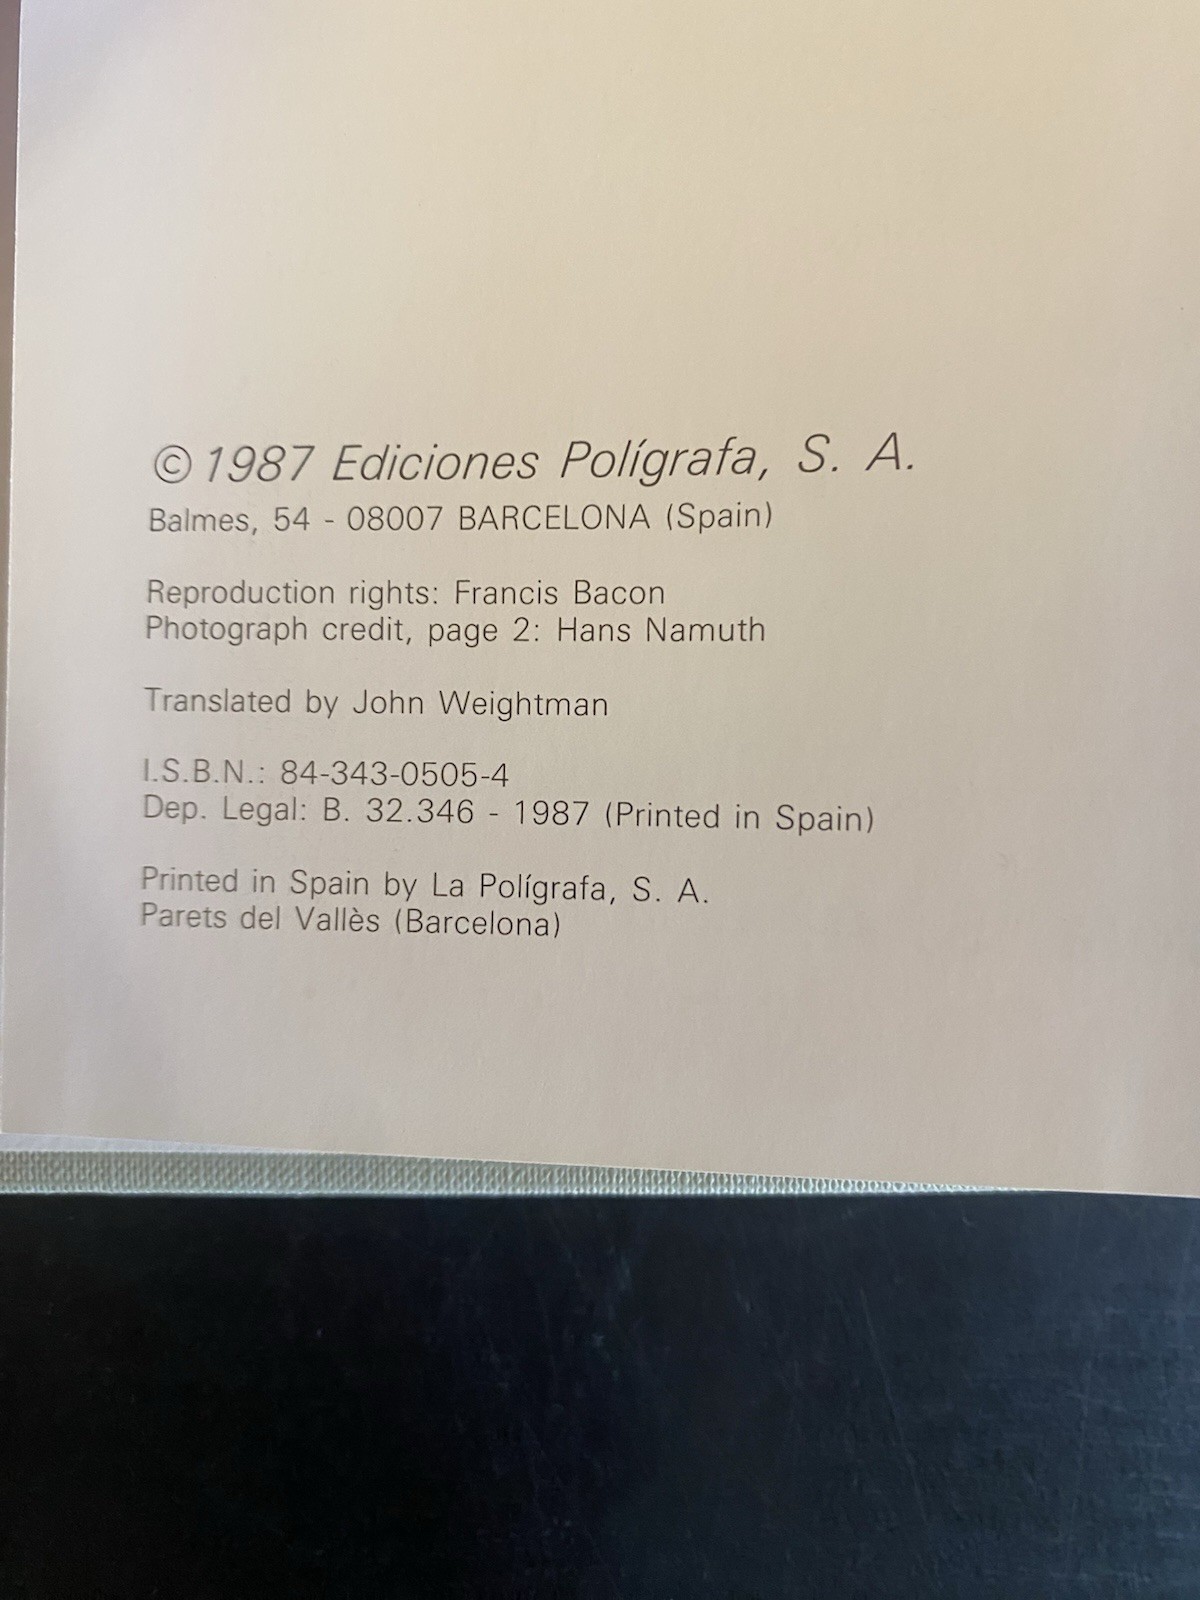 © 1987 Ediciones Polígrafa, S. A.
Balmes, 54 - 08007 BARCELONA (Spain)
Reproduction rights: Francis Bacon
Photograph credit, page 2: Hans Namuth
Translated by John Weightman
I.S.B.N.: 84-343-0505-4
Dep. Legal: B. 32.346 - 1987 (Printed in Spain)
Printed in Spain by La Polígrafa, S. A.
Parets del Vallès (Barcelona)